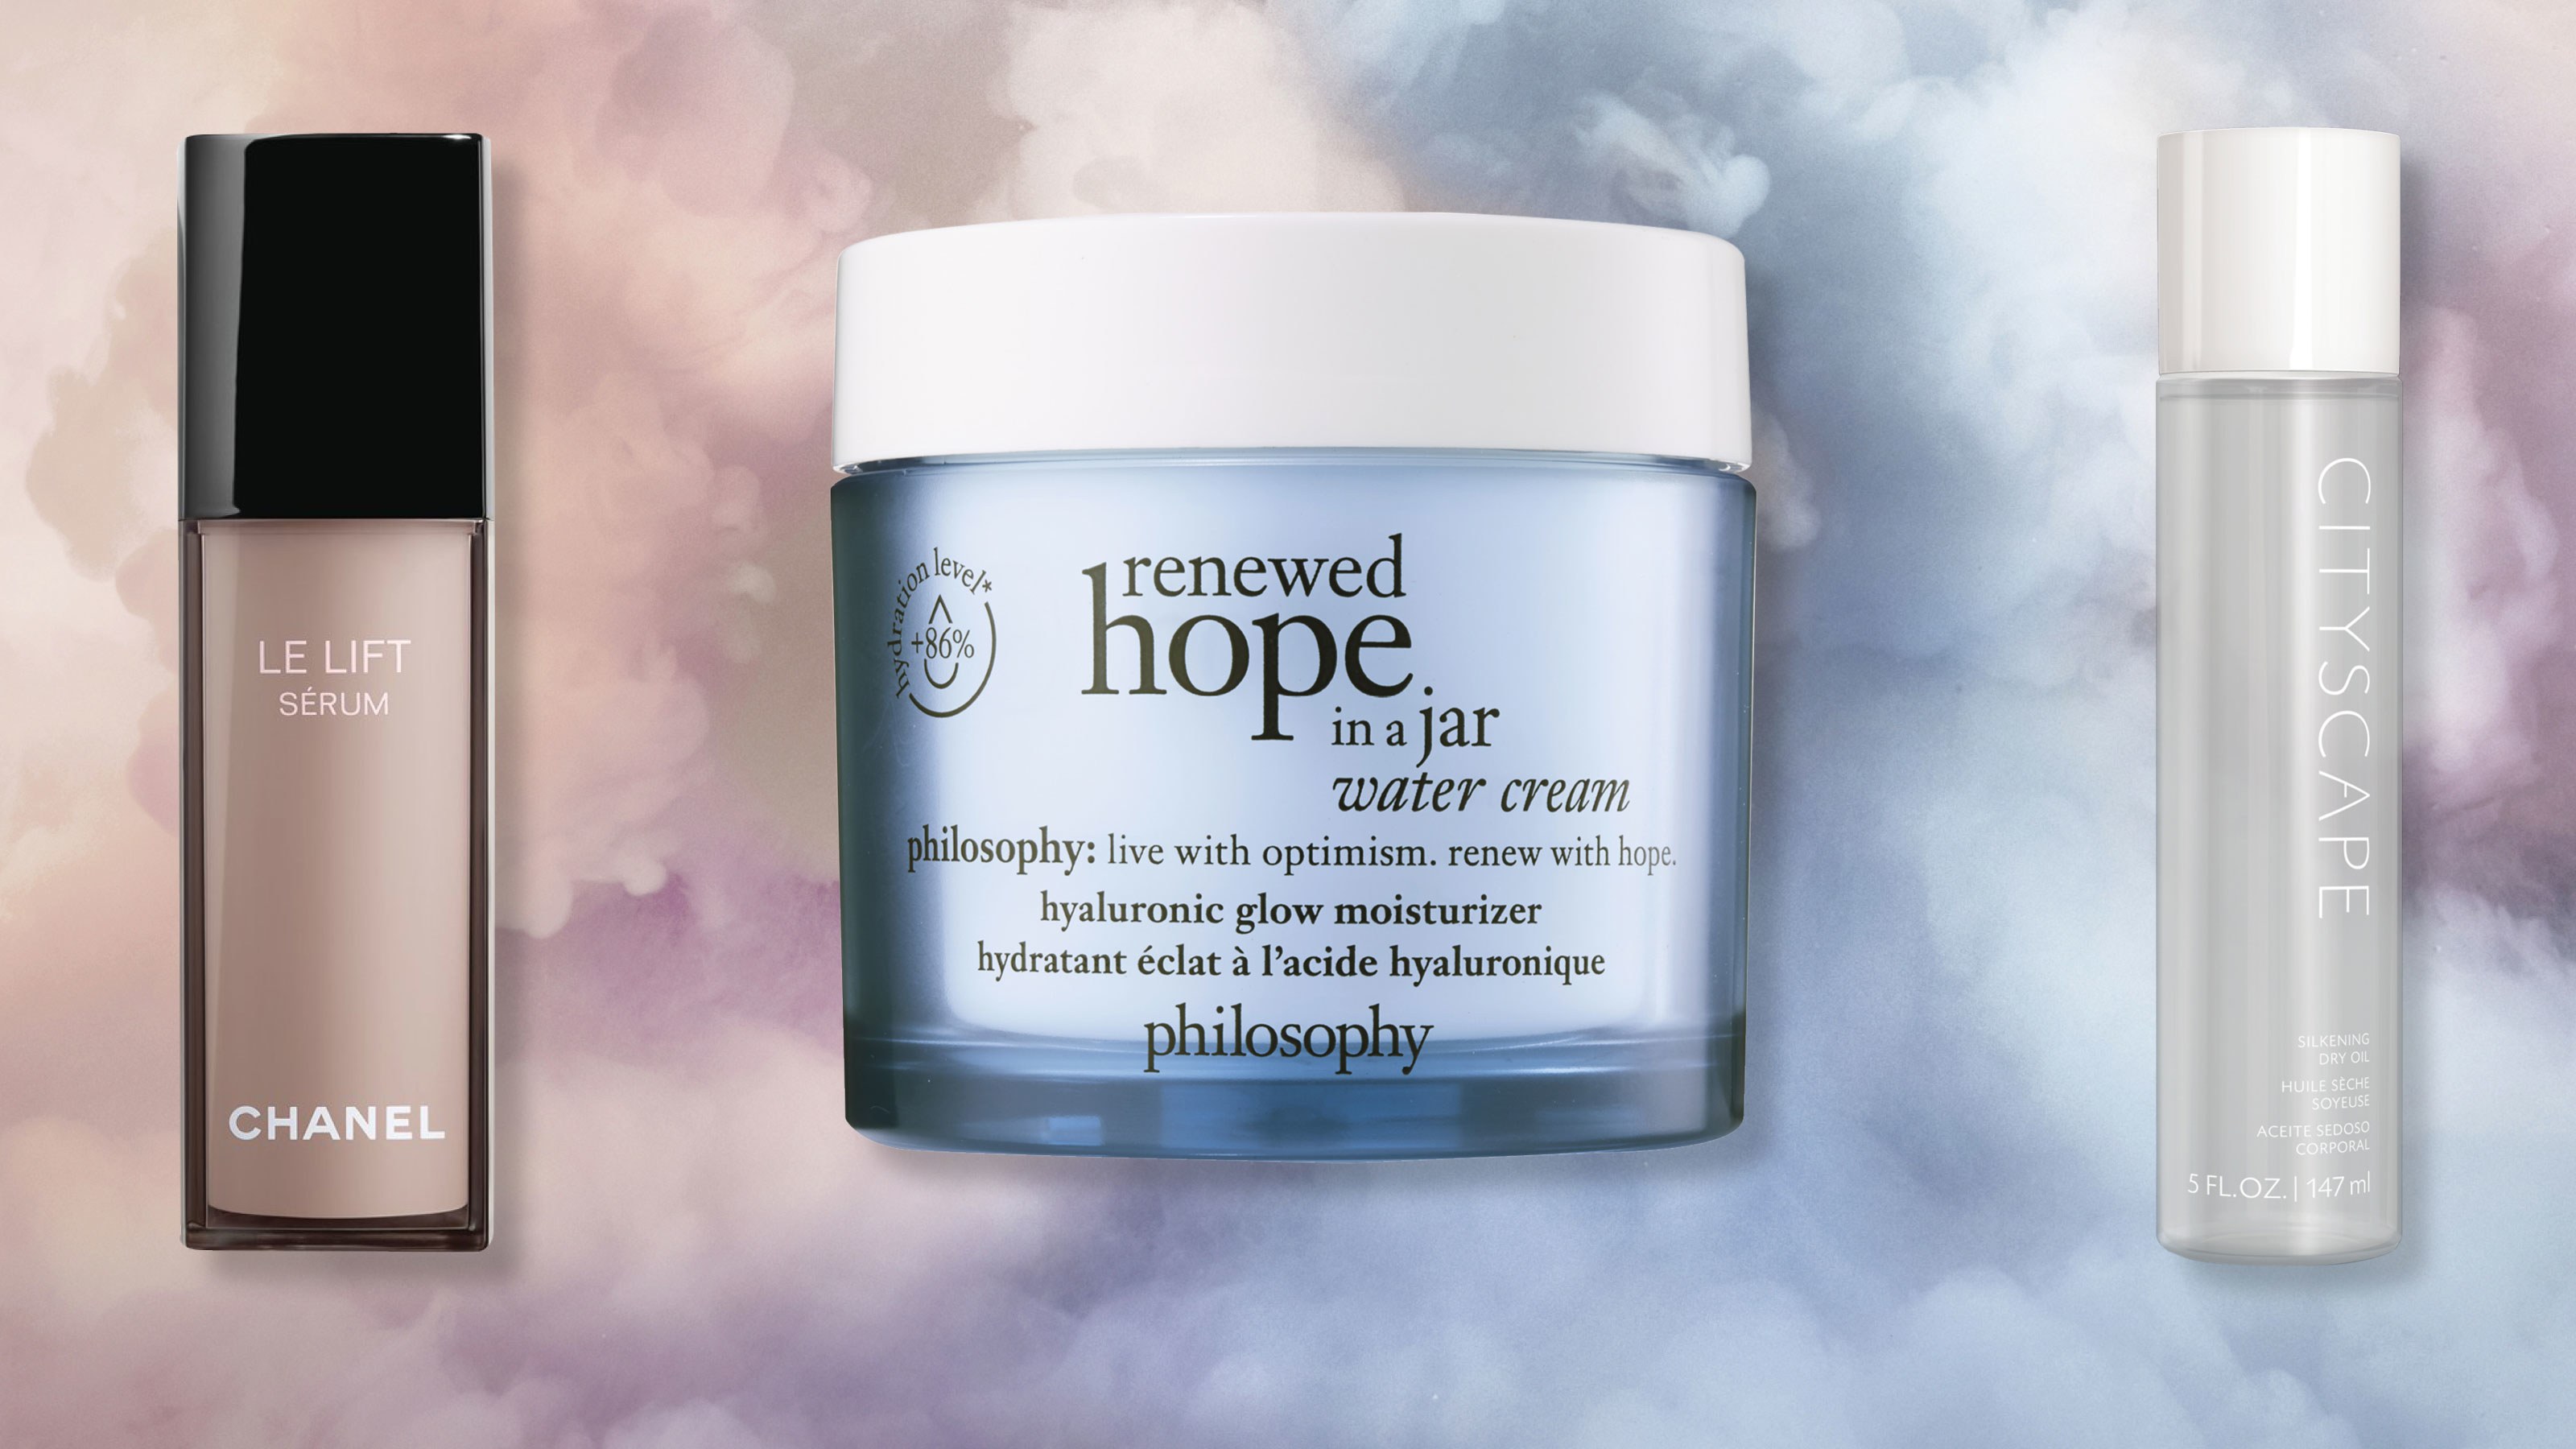 LE LIFT
SÉRUM
CHANEL
hydration level*
+86%
renewed
hope
in a jar
water cream
philosophy: live with optimism. renew with hope.
hyaluronic glow moisturizer
hydratant éclat à l'acide hyaluronique
philosophy
CITYSCAPE
SILKENING
DRY OIL
HUILE SÈCHE
SOYEUSE
ACEITE SEDOSO
CORPORAL
5 FL.OZ. | 147 ml